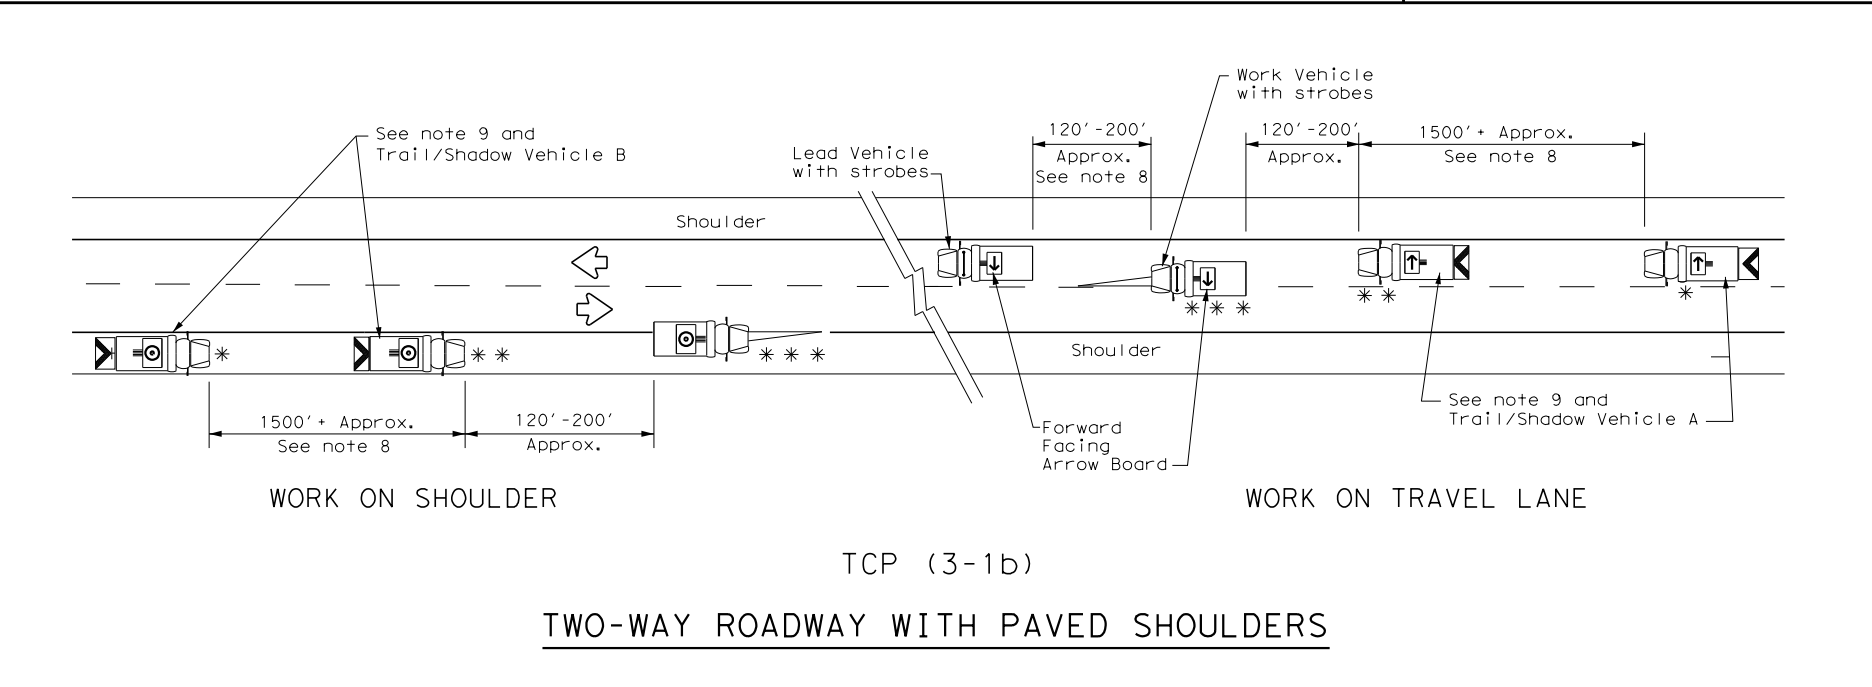 Work Vehicle
with strobes
See note 9 and
Trail/Shadow Vehicle B
Lead Vehicle
with strobes
120'-200'
Approx.
See note 8
120'-200'
Approx.
1500'+ Approx.
See note 8
Shoulder
* * * * * *
* * * * * *
Shoulder
1500'+ Approx.
See note 8
120'-200'
Approx.
Forward
Facing
Arrow Board
See note 9 and
Trail/Shadow Vehicle A
WORK ON SHOULDER
WORK ON TRAVEL LANE
TCP (3-1b)
TWO-WAY ROADWAY WITH PAVED SHOULDERS